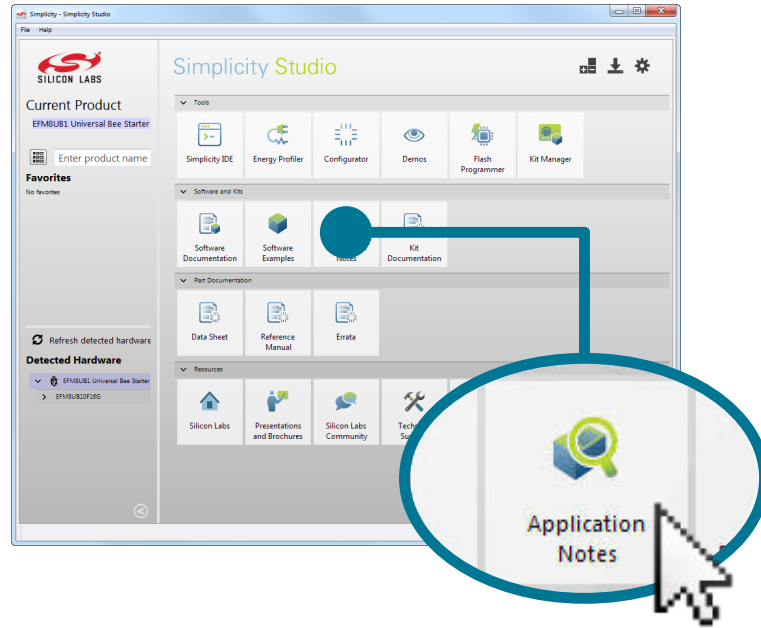 Simplicity - Simplicity Studio
File Help
SILICON LABS
Simplicity Studio
Current Product
EFM8UB1 Universal Bee Starter
Enter product name
Favorites
No favorites
Tools
Simplicity IDE
Energy Profiler
Configurator
Demos
Flash
Programmer
Kit Manager
Software and Kits
Software
Documentation
Software
Examples
Notes
Kit
Documentation
Part Documentation
Data Sheet
Reference
Manual
Errata
Refresh detected hardware
Detected Hardware
EFM8UB1 Universal Bee Starter
EFM8UB10F16G
Resources
Silicon Labs
Presentations
and Brochures
Silicon Labs
Community
Application
Notes